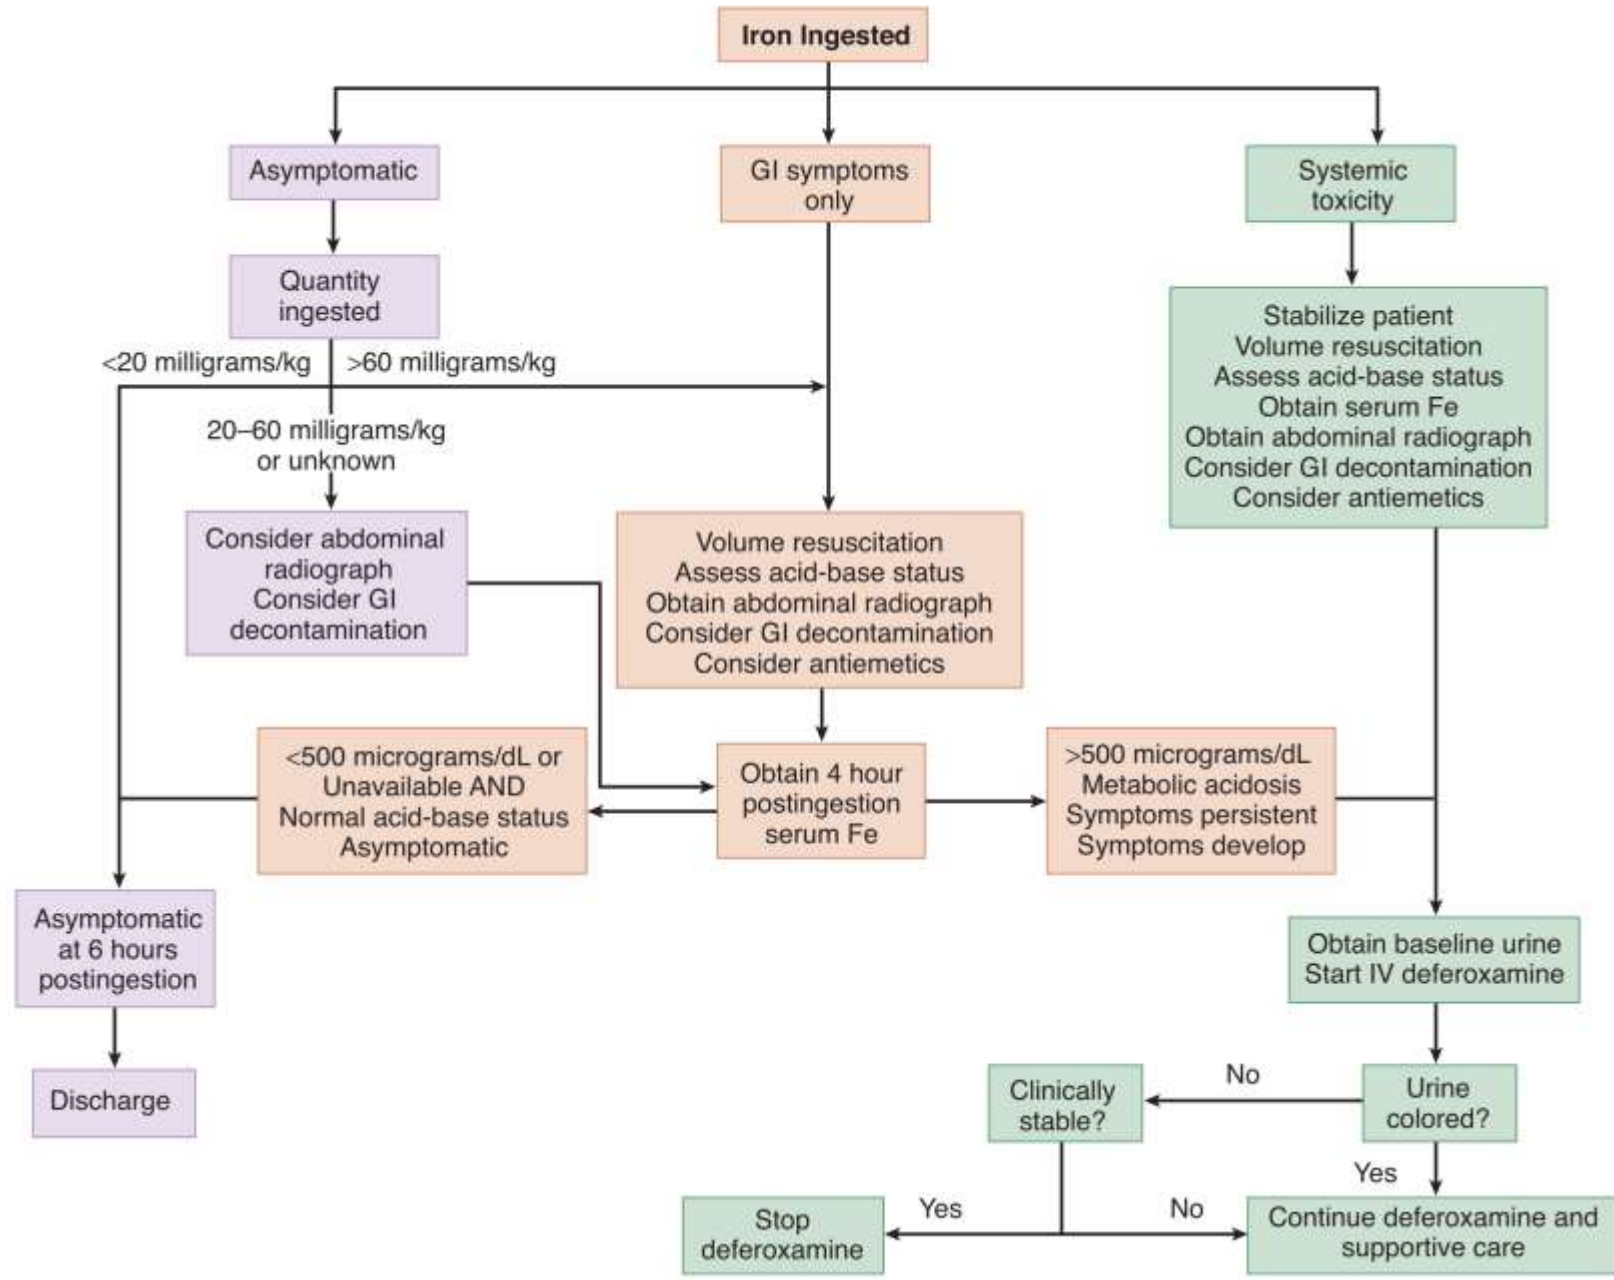 Iron Ingested
Asymptomatic
GI symptoms
only
Systemic
toxicity
Quantity
ingested
<20 milligrams/kg
>60 milligrams/kg
20–60 milligrams/kg
or unknown
Stabilize patient
Volume resuscitation
Assess acid-base status
Obtain serum Fe
Obtain abdominal radiograph
Consider GI decontamination
Consider antiemetics
Consider abdominal
radiograph
Consider GI
decontamination
Volume resuscitation
Assess acid-base status
Obtain abdominal radiograph
Consider GI decontamination
Consider antiemetics
<500 micrograms/dL or
Unavailable AND
Normal acid-base status
Asymptomatic
Obtain 4 hour
postingestion
serum Fe
>500 micrograms/dL
Metabolic acidosis
Symptoms persistent
Symptoms develop
Asymptomatic
at 6 hours
postingestion
Obtain baseline urine
Start IV deferoxamine
Discharge
Clinically
stable?
No
Urine
colored?
Yes
Stop
deferoxamine
Yes
No
Continue deferoxamine and
supportive care